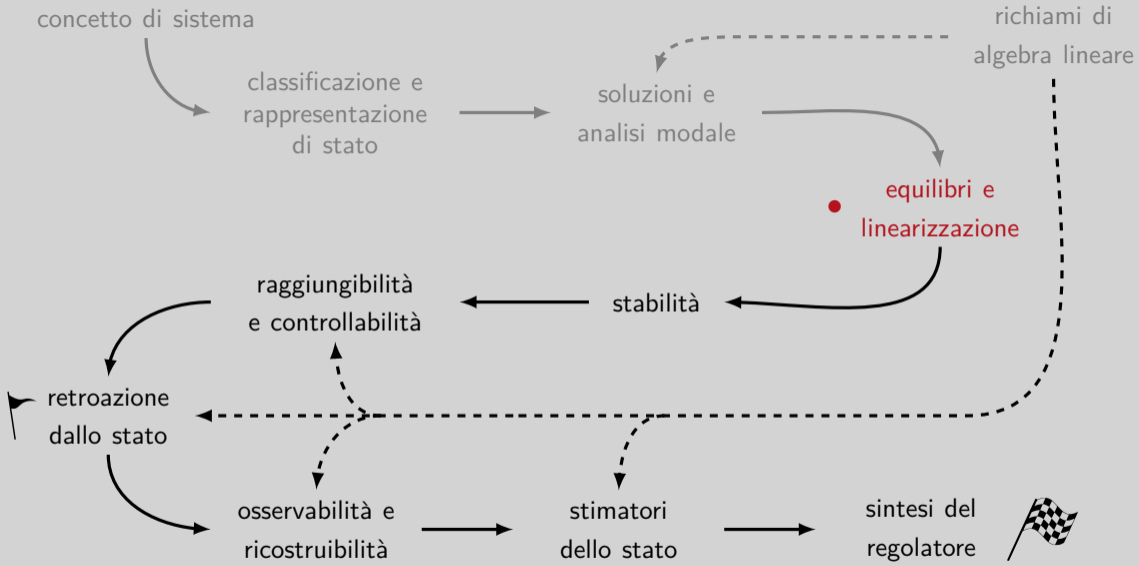 concetto di sistema
richiami di
algebra lineare
classificazione e
rappresentazione
di stato
soluzioni e
analisi modale
equilibri e
linearizzazione
raggiungibilità
e controllabilità
stabilità
retroazione
dallo stato
osservabilità e
ricostruibilità
stimatori
dello stato
sintesi del
regolatore